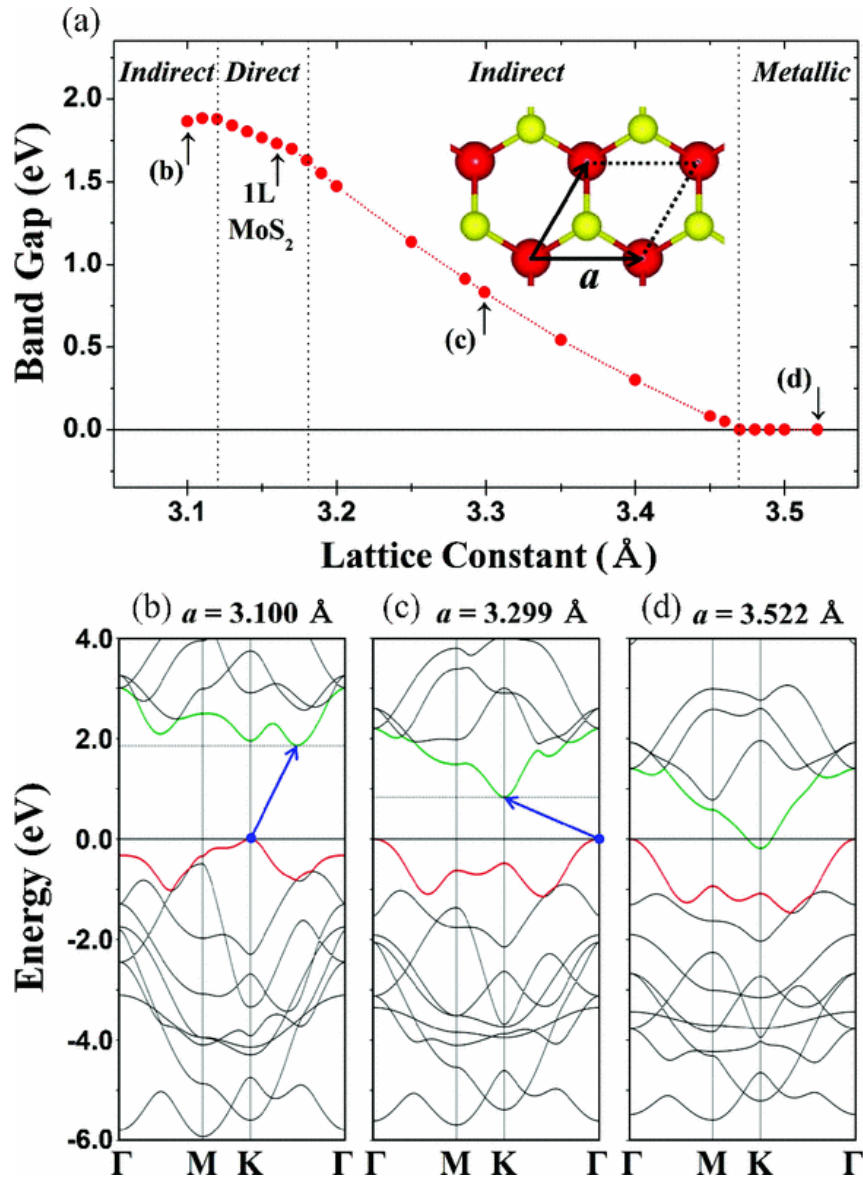 (a)
Indirect Direct Indirect Metallic
2.0
1.5
1.0
0.5
0.0
Band Gap (eV)
(b)
1L
MoS₂
a
(c)
(d)
3.1 3.2 3.3 3.4 3.5
Lattice Constant (Å)
(b) (c) (d)
a = 3.100 Å a = 3.299 Å a = 3.522 Å
4.0
2.0
0.0
-2.0
-4.0
-6.0
Energy (eV)
Γ M K Γ Γ M K Γ Γ M K Γ